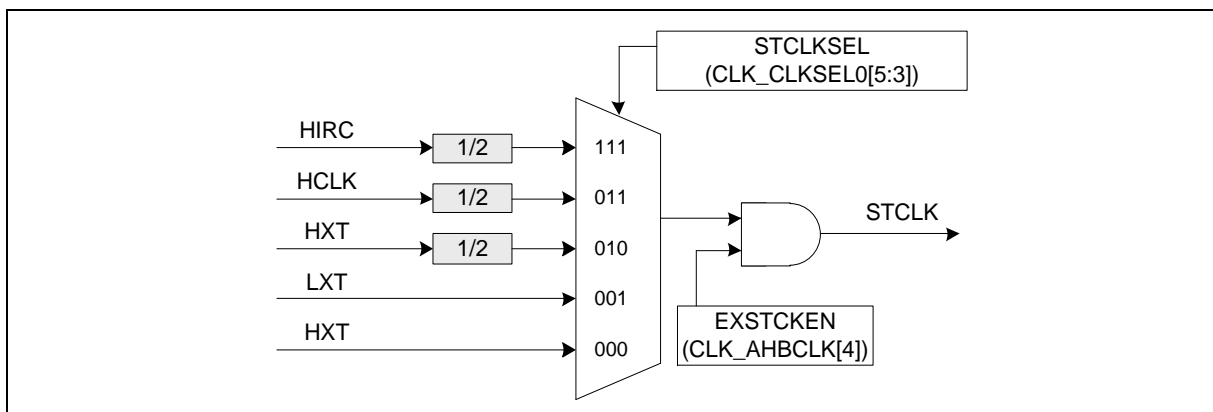 STCLKSEL
(CLK_CLKSEL0[5:3])
HIRC
1/2
111
HCLK
1/2
011
HXT
1/2
010
STCLK
LXT
001
HXT
000
EXSTCKEN
(CLK_AHBCLK[4])